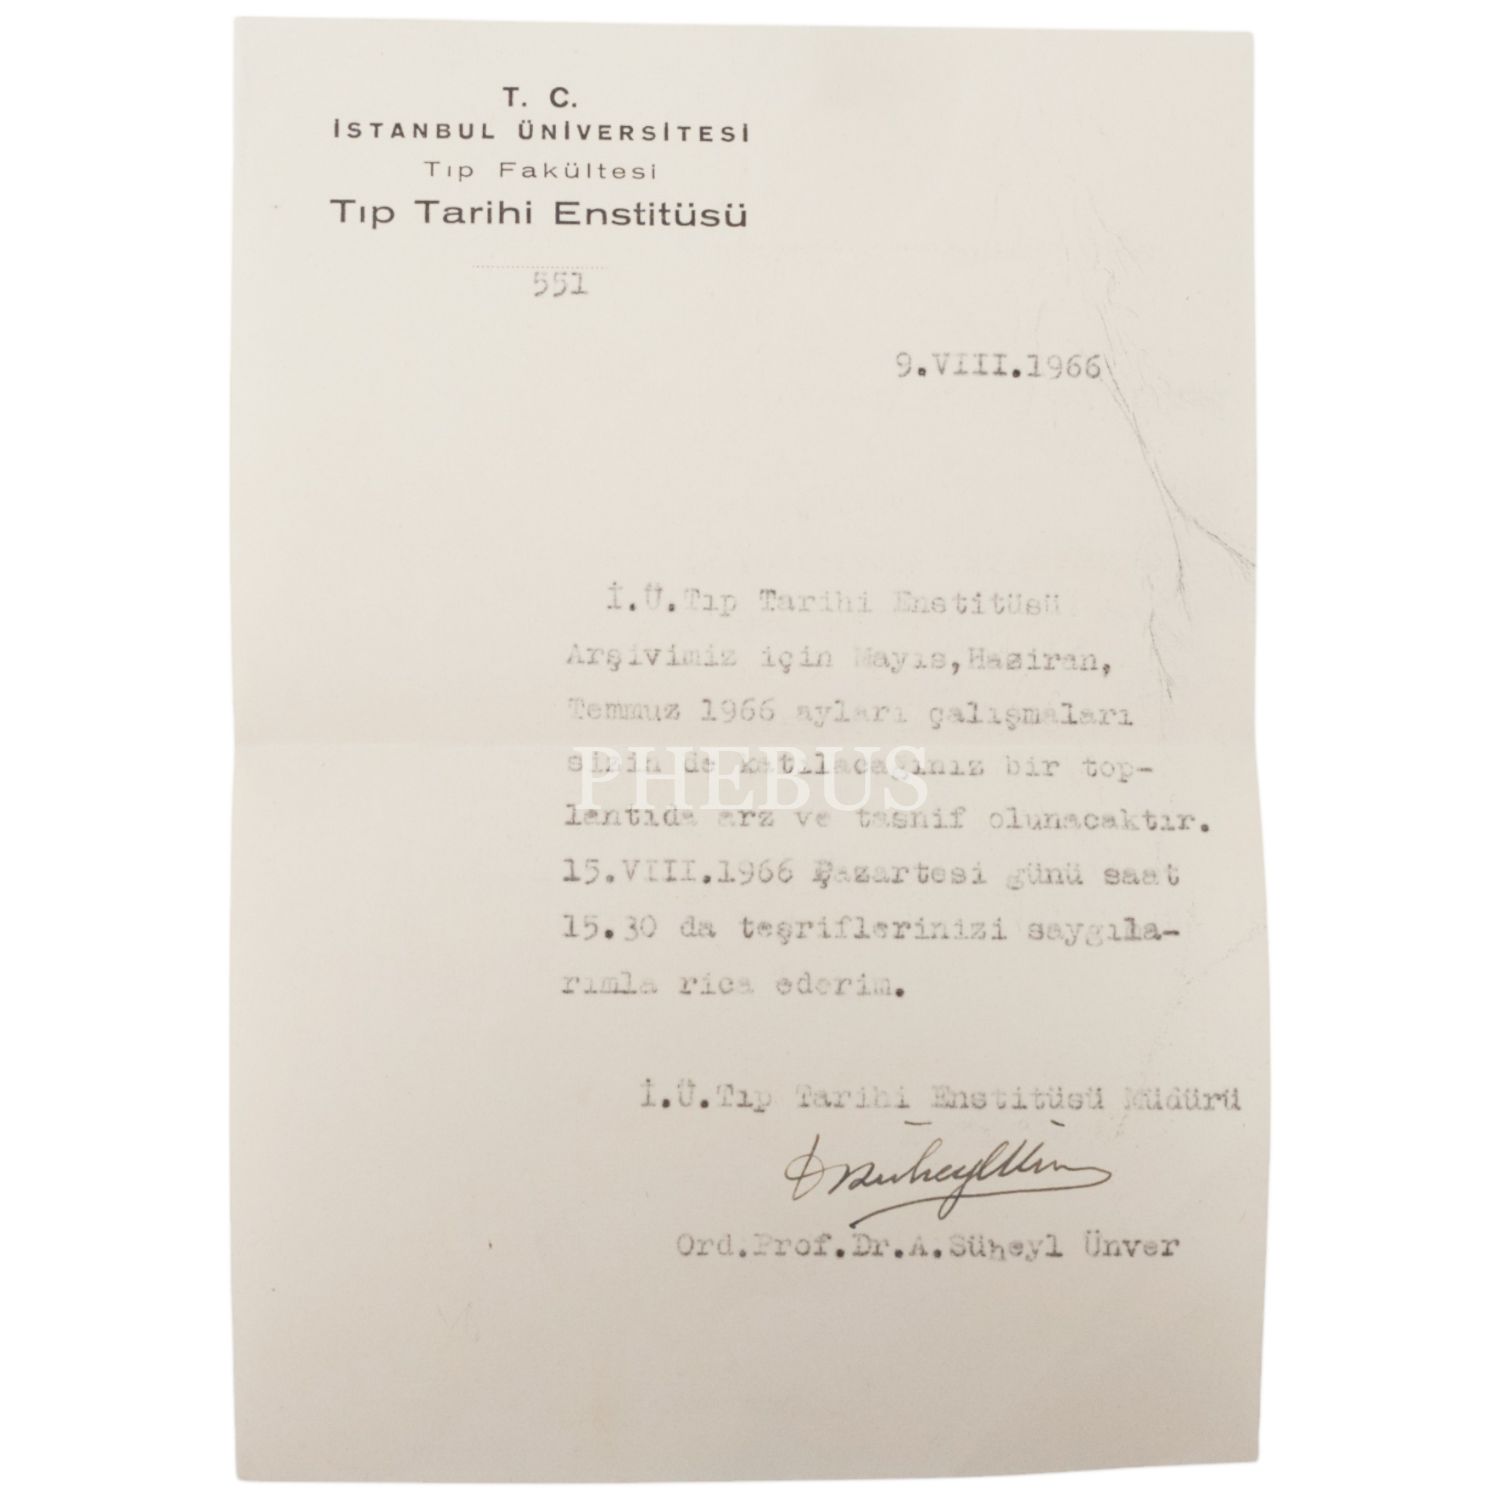 T. C.
İSTANBUL ÜNİVERSİTESİ
Tıp Fakültesi
Tıp Tarihi Enstitüsü
551
9.VIII.1966
İ.Ü.Tıp Tarihi Enstitüsü
Arşivimiz için Mayıs,Haziran,
Temmuz 1966 ayları çalışmaları
sizin de katılacağınız bir top-
lantıda arz ve tasnif olunacaktır.
15.VIII.1966 Pazartesi günü saat
15.30 da teşriflerinizi saygıla-
rımla rica ederim.
İ.Ü.Tıp Tarihi Enstitüsü Müdürü
Ord.Prof.Dr.A.Süheyl Ünver
PHEBUS